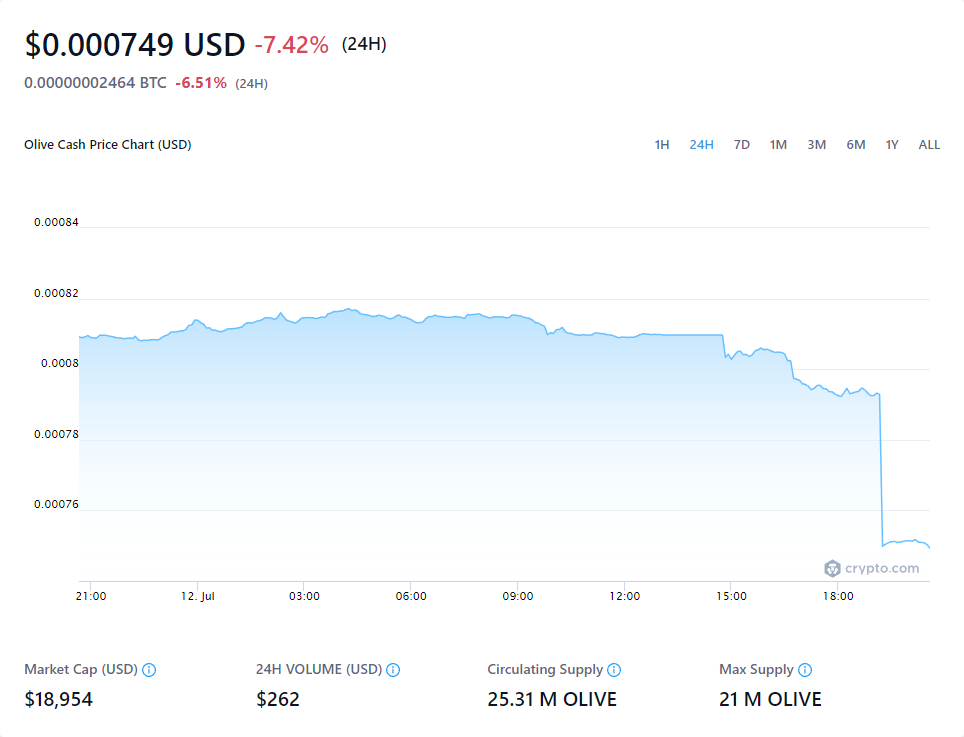 $0.000749 USD -7.42% (24H)
0.00000002464 BTC -6.51% (24H)
Olive Cash Price Chart (USD) 1H 24H 7D 1M 3M 6M 1Y ALL
0.00084
0.00082
0.0008
0.00078
0.00076
crypto.com
21:00 12. Jul 03:00 06:00 09:00 12:00 15:00 18:00
Market Cap (USD) 24H VOLUME (USD) Circulating Supply Max Supply
$18,954 $262 25.31 M OLIVE 21 M OLIVE